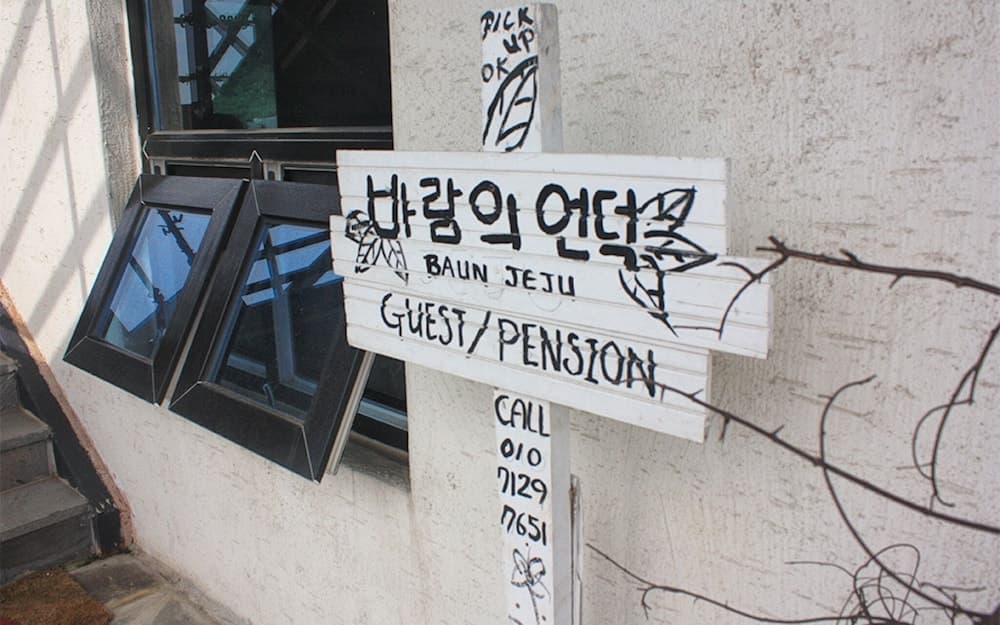 PICK
UP
OK
바람의 언덕
BAUN JEJU
GUEST/PENSION
CALL
010
7129
7651